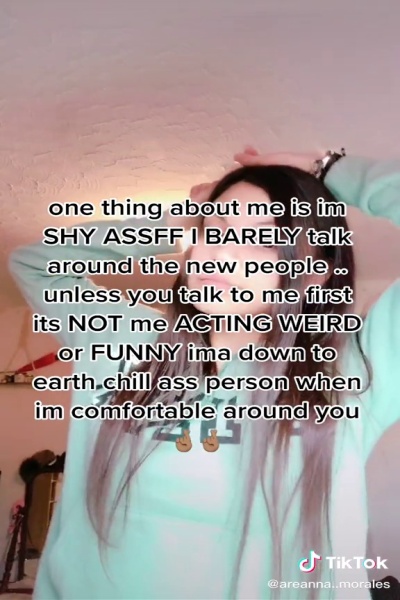 one thing about me is im
SHY ASSFF I BARELY talk
around the new people ..
unless you talk to me first
its NOT me ACTING WEIRD
or FUNNY ima down to
earth chill ass person when
im comfortable around you
TikTok
@areanna..morales